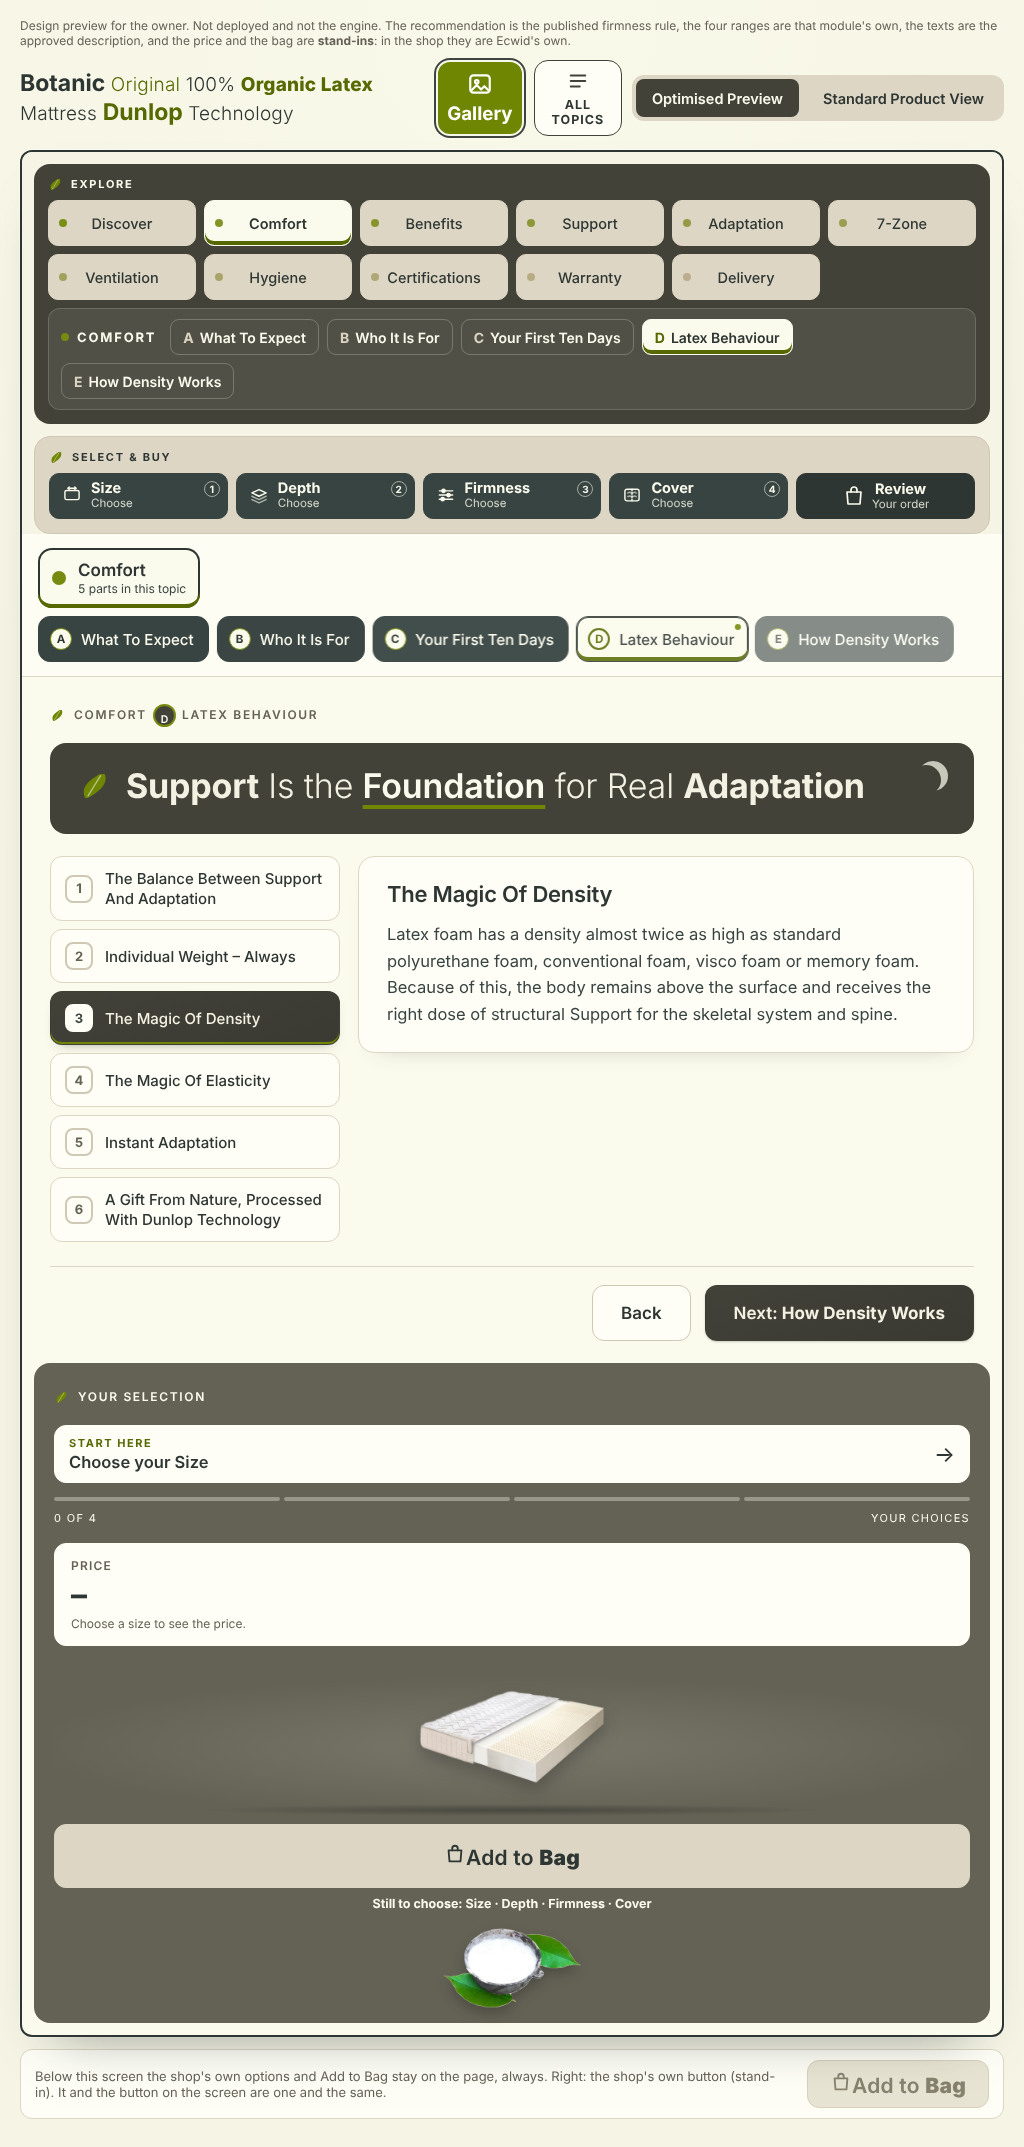 Design preview for the owner. Not deployed and not the engine. The recommendation is the published firmness rule, the four ranges are that module's own, the texts are the
approved description, and the price and the bag are stand-ins: in the shop they are Ecwid's own.
Botanic Original 100% Organic Latex
Mattress Dunlop Technology
Gallery
ALL
TOPICS
Optimised Preview
Standard Product View
EXPLORE
Discover
Comfort
Benefits
Support
Adaptation
7-Zone
Ventilation
Hygiene
Certifications
Warranty
Delivery
COMFORT
A What To Expect
B Who It Is For
C Your First Ten Days
D Latex Behaviour
E How Density Works
SELECT & BUY
Size
Choose
1
Depth
Choose
2
Firmness
Choose
3
Cover
Choose
4
Review
Your order
Comfort
5 parts in this topic
A What To Expect
B Who It Is For
C Your First Ten Days
D Latex Behaviour
E How Density Works
COMFORT D LATEX BEHAVIOUR
Support Is the Foundation for Real Adaptation
1 The Balance Between Support
And Adaptation
2 Individual Weight – Always
3 The Magic Of Density
4 The Magic Of Elasticity
5 Instant Adaptation
6 A Gift From Nature, Processed
With Dunlop Technology
The Magic Of Density
Latex foam has a density almost twice as high as standard
polyurethane foam, conventional foam, visco foam or memory foam.
Because of this, the body remains above the surface and receives the
right dose of structural Support for the skeletal system and spine.
Back
Next: How Density Works
YOUR SELECTION
START HERE
Choose your Size
0 OF 4
YOUR CHOICES
PRICE
–
Choose a size to see the price.
Add to Bag
Still to choose: Size · Depth · Firmness · Cover
Below this screen the shop's own options and Add to Bag stay on the page, always. Right: the shop's own button (stand-
in). It and the button on the screen are one and the same.
Add to Bag